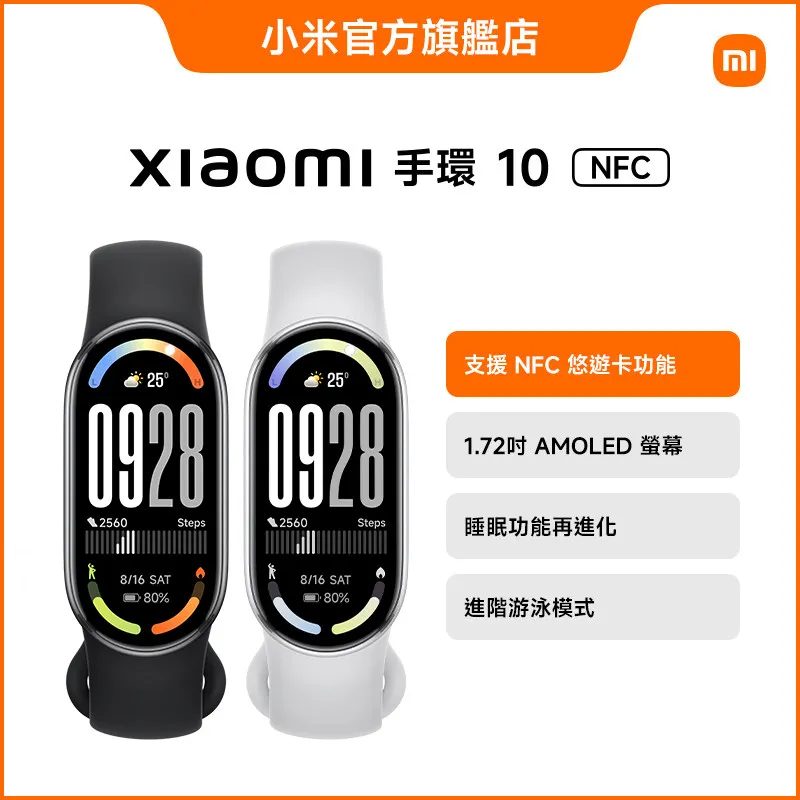 小米官方旗艦店
mi
xiaomi 手環 10 NFC
支援 NFC 悠遊卡功能
1.72吋 AMOLED 螢幕
睡眠功能再進化
進階游泳模式
L H
25°
0928
2560 Steps
8/16 SAT
80%
L H
25°
0928
2560 Steps
8/16 SAT
80%